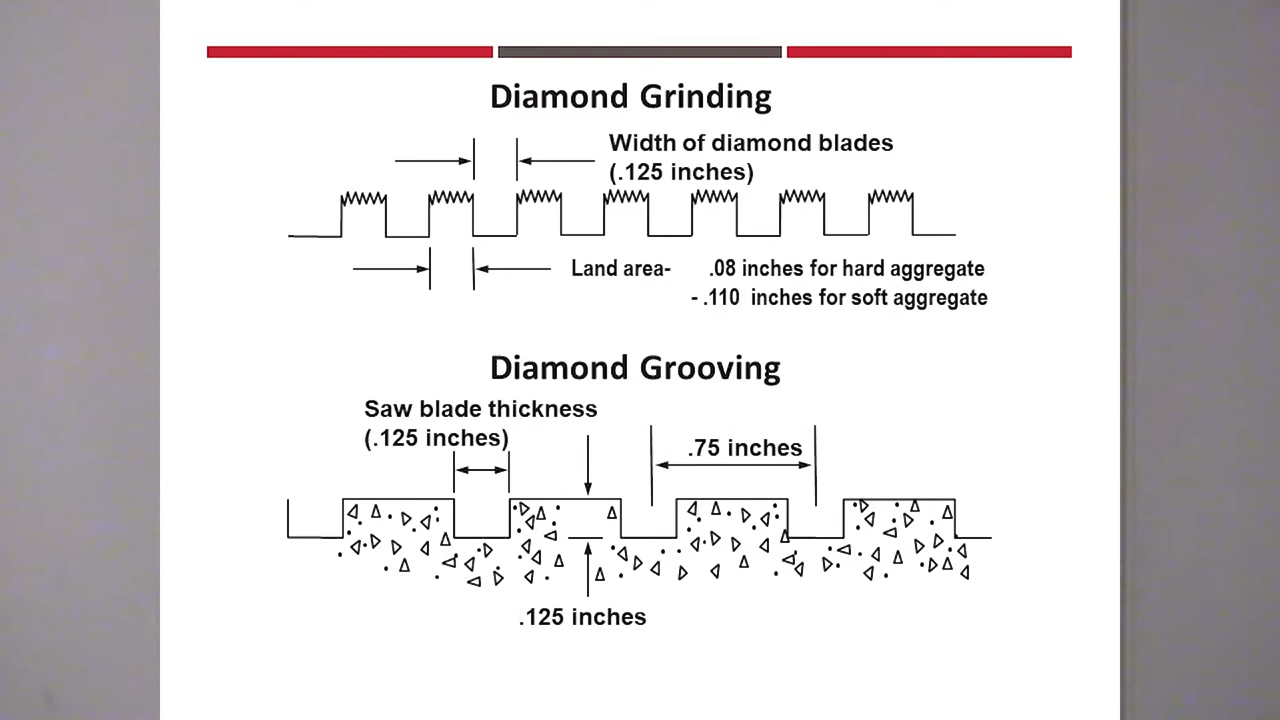 Diamond Grinding
Width of diamond blades
(.125 inches)
Land area- .08 inches for hard aggregate
- .110 inches for soft aggregate
Diamond Grooving
Saw blade thickness
(.125 inches)
.75 inches
.125 inches